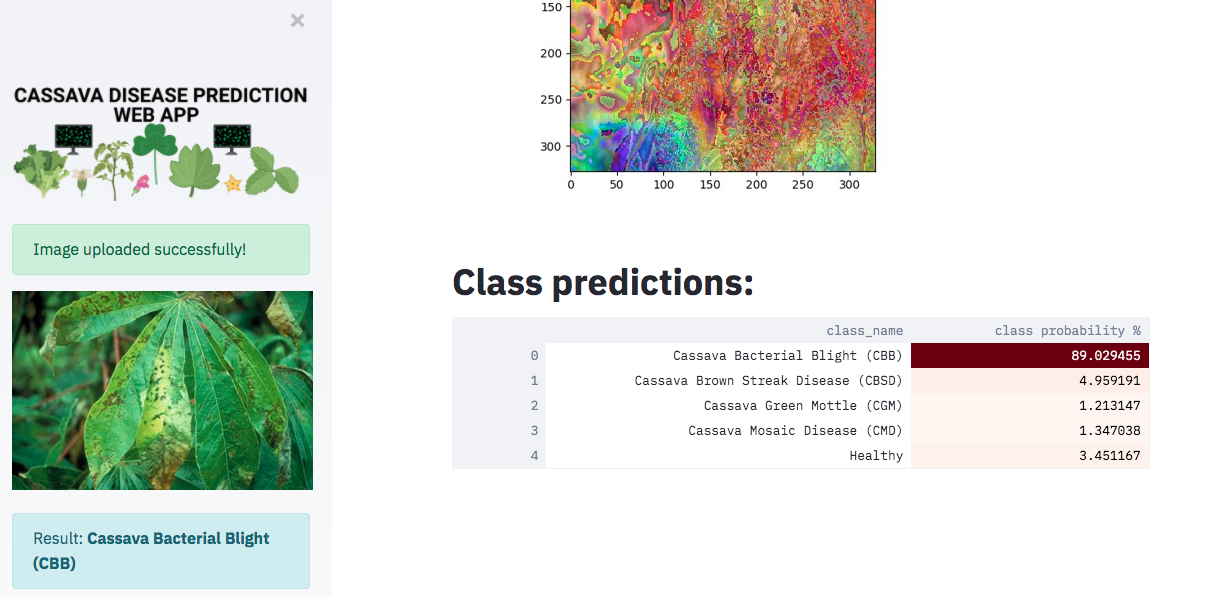 ×
CASSAVA DISEASE PREDICTION
WEB APP
Image uploaded successfully!
Result: Cassava Bacterial Blight
(CBB)
150
200
250
300
0 50 100 150 200 250 300
Class predictions:
class_name class probability %
0 Cassava Bacterial Blight (CBB) 89.029455
1 Cassava Brown Streak Disease (CBSD) 4.959191
2 Cassava Green Mottle (CGM) 1.213147
3 Cassava Mosaic Disease (CMD) 1.347038
4 Healthy 3.451167